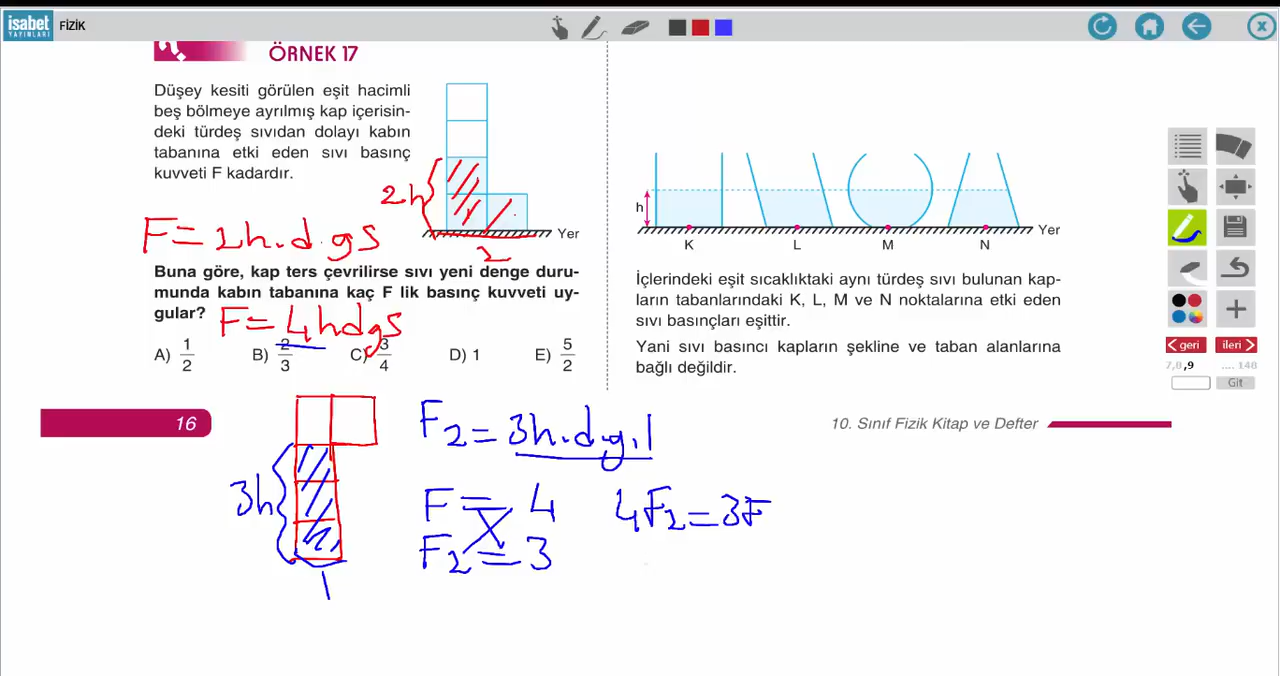 isabet
YAYINLARI
FİZİK
ÖRNEK 17
Düşey kesiti görülen eşit hacimli
beş bölmeye ayrılmış kap içerisin-
deki türdeş sıvıdan dolayı kabın
tabanına etki eden sıvı basınç
kuvveti F kadardır.
2h
Yer
2
F = 2h.d.gS
Buna göre, kap ters çevrilirse sıvı yeni denge duru-
munda kabın tabanına kaç F lik basınç kuvveti uy-
gular?
F = 4hdgS
A) 1/2 B) 2/3 C) 3/4 D) 1 E) 5/2
16
3h
1
F2 = 3h.d.g.1
F = 4
F2 = 3
4F2 = 3F
h
K L M N
Yer
İçlerindeki eşit sıcaklıktaki aynı türdeş sıvı bulunan kap-
ların tabanlarındaki K, L, M ve N noktalarına etki eden
sıvı basınçları eşittir.
Yani sıvı basıncı kapların şekline ve taban alanlarına
bağlı değildir.
10. Sınıf Fizik Kitap ve Defter
geri
ileri
7,8,9
.... 148
Git